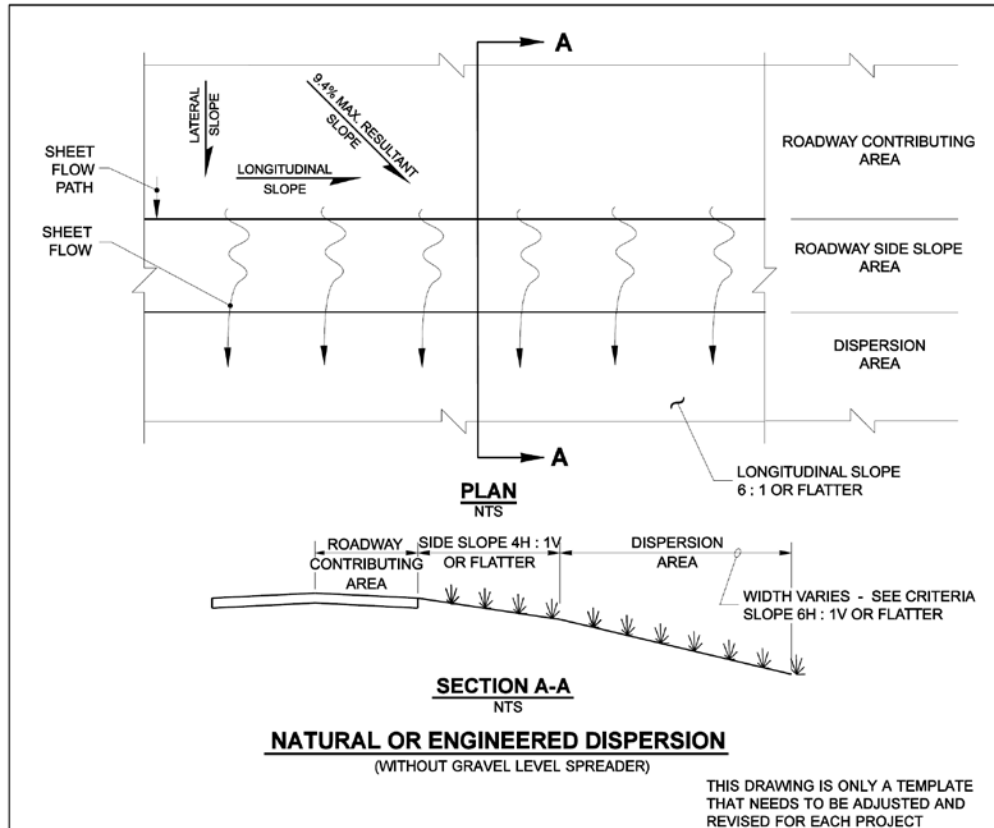 A
LATERAL
SLOPE
9.4% MAX. RESULTANT
SLOPE
LONGITUDINAL
SLOPE
SHEET
FLOW
PATH
SHEET
FLOW
ROADWAY CONTRIBUTING
AREA
ROADWAY SIDE SLOPE
AREA
DISPERSION
AREA
A
LONGITUDINAL SLOPE
6 : 1 OR FLATTER
PLAN
NTS
ROADWAY
CONTRIBUTING
AREA
SIDE SLOPE 4H : 1V
OR FLATTER
DISPERSION
AREA
WIDTH VARIES - SEE CRITERIA
SLOPE 6H : 1V OR FLATTER
SECTION A-A
NTS
NATURAL OR ENGINEERED DISPERSION
(WITHOUT GRAVEL LEVEL SPREADER)
THIS DRAWING IS ONLY A TEMPLATE
THAT NEEDS TO BE ADJUSTED AND
REVISED FOR EACH PROJECT